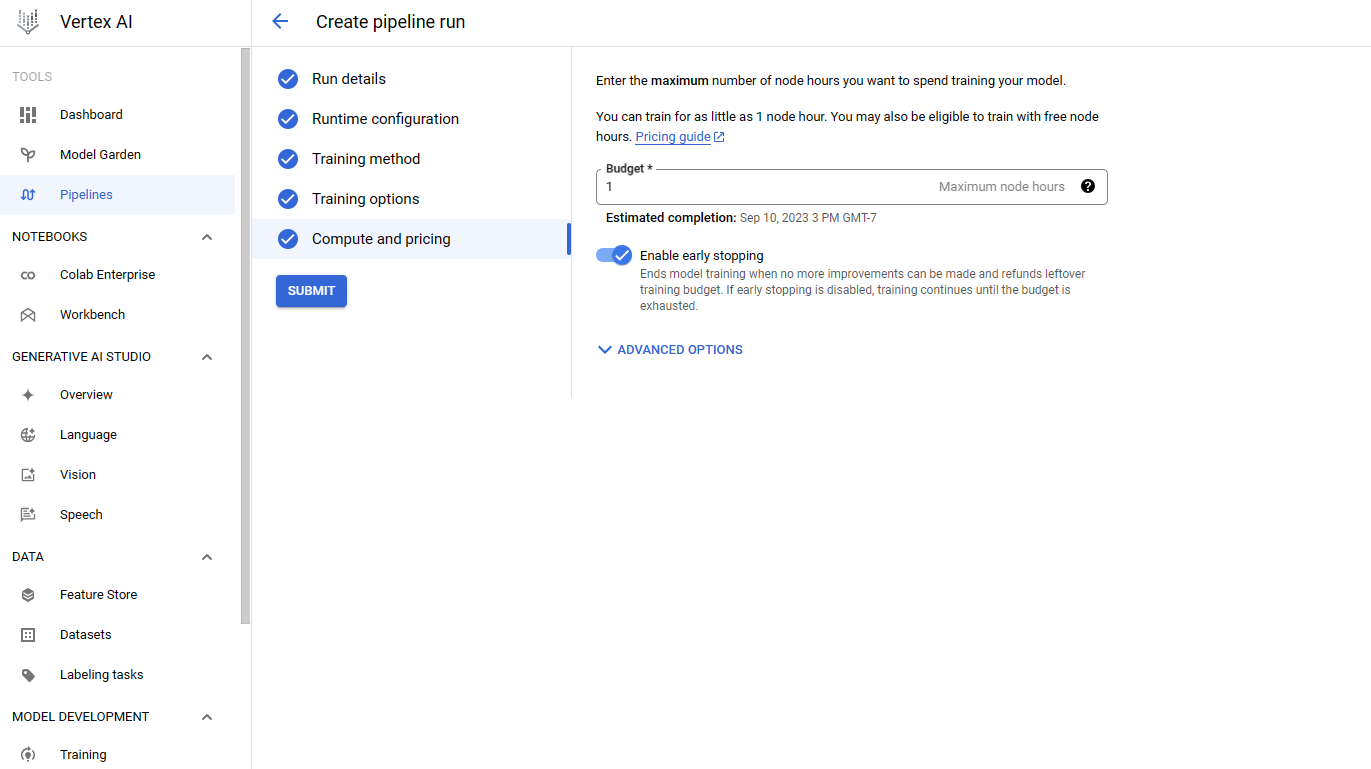 Vertex AI
Create pipeline run
TOOLS
Dashboard
Model Garden
Pipelines
NOTEBOOKS
Colab Enterprise
Workbench
GENERATIVE AI STUDIO
Overview
Language
Vision
Speech
DATA
Feature Store
Datasets
Labeling tasks
MODEL DEVELOPMENT
Training
Run details
Runtime configuration
Training method
Training options
Compute and pricing
SUBMIT
Enter the maximum number of node hours you want to spend training your model.
You can train for as little as 1 node hour. You may also be eligible to train with free node
hours. Pricing guide
Budget *
1 Maximum node hours
Estimated completion: Sep 10, 2023 3 PM GMT-7
Enable early stopping
Ends model training when no more improvements can be made and refunds leftover
training budget. If early stopping is disabled, training continues until the budget is
exhausted.
ADVANCED OPTIONS